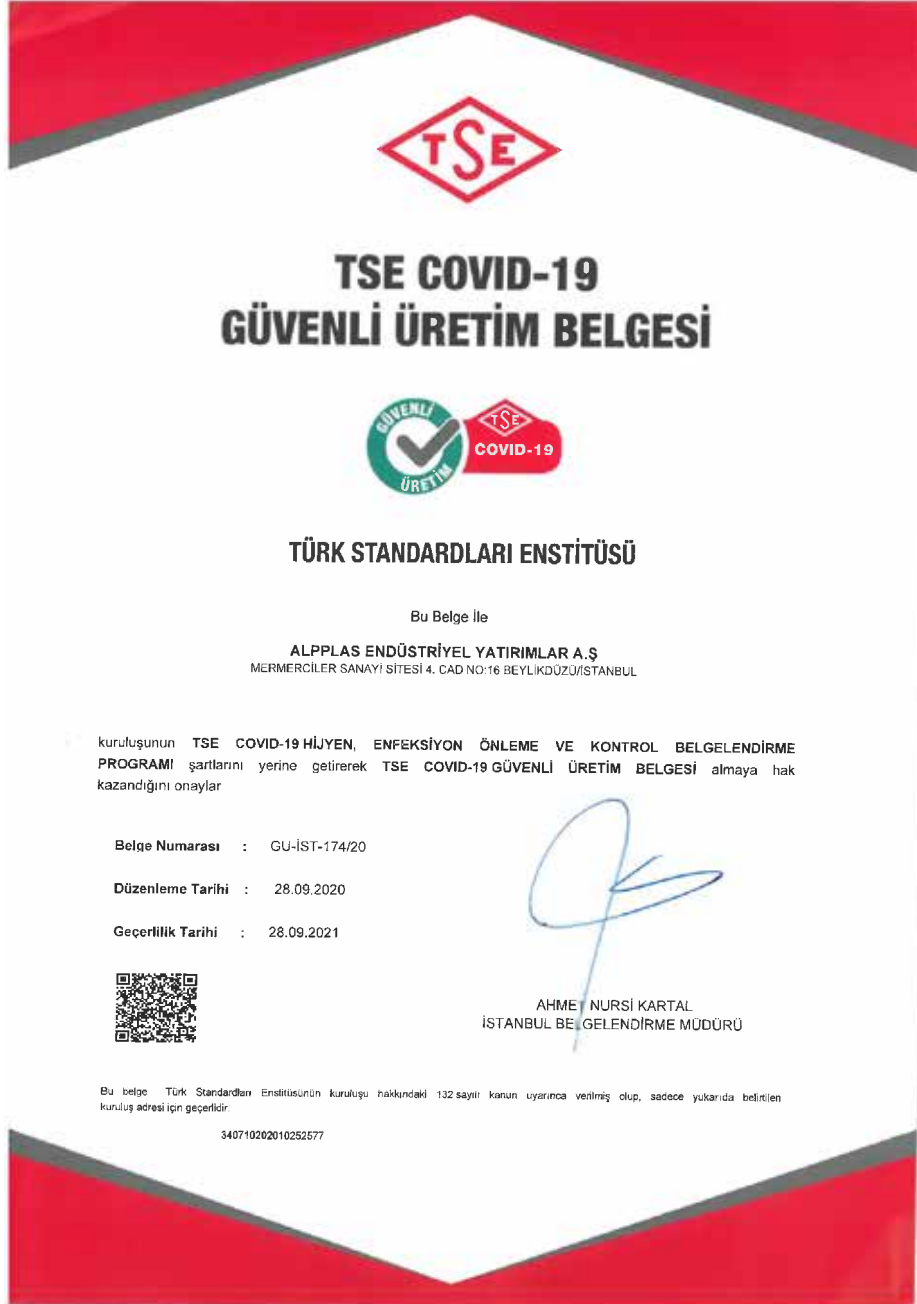 TSE
TSE COVID-19
GÜVENLİ ÜRETİM BELGESİ
GÜVENLİ
ÜRETİM
TSE
COVID-19
TÜRK STANDARDLARI ENSTİTÜSÜ
Bu Belge İle
ALPPLAS ENDÜSTRİYEL YATIRIMLAR A.Ş
MERMERCİLER SANAYİ SİTESİ 4. CAD NO:16 BEYLİKDÜZÜ/İSTANBUL
kuruluşunun TSE COVID-19 HİJYEN, ENFEKSİYON ÖNLEME VE KONTROL BELGELENDİRME
PROGRAMI şartlarını yerine getirerek TSE COVID-19 GÜVENLİ ÜRETİM BELGESİ almaya hak
kazandığını onaylar
Belge Numarası : GU-İST-174/20
Düzenleme Tarihi : 28.09.2020
Geçerlilik Tarihi : 28.09.2021
AHMET NURSİ KARTAL
İSTANBUL BELGELENDİRME MÜDÜRÜ
Bu belge Türk Standardları Enstitüsünün kuruluşu hakkındaki 132 sayılı kanun uyarınca verilmiş olup, sadece yukarıda belirtilen
kuruluş adresi için geçerlidir.
340710202010252577